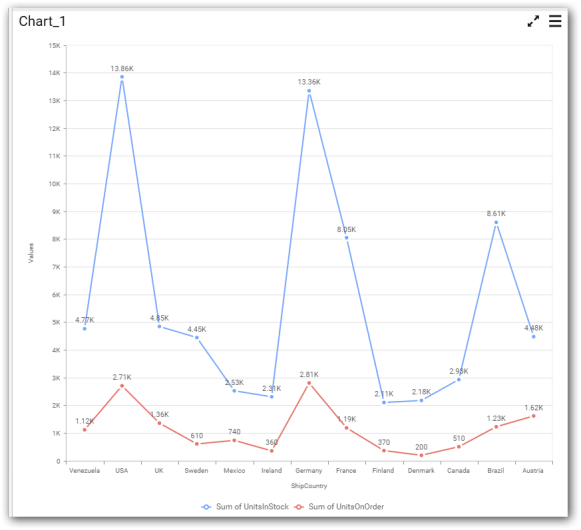 Chart_1
15K
14K
13K
12K
11K
10K
9K
8K
7K
6K
5K
4K
3K
2K
1K
0
Values
4.77K
13.86K
4.85K
4.45K
2.53K
2.31K
13.36K
8.05K
2.11K
2.18K
2.93K
8.61K
4.48K
1.12K
2.71K
1.36K
610
740
360
2.81K
1.19K
370
200
510
1.23K
1.62K
Venezuela USA UK Sweden Mexico Ireland Germany France Finland Denmark Canada Brazil Austria
ShipCountry
Sum of UnitsInStock Sum of UnitsOnOrder